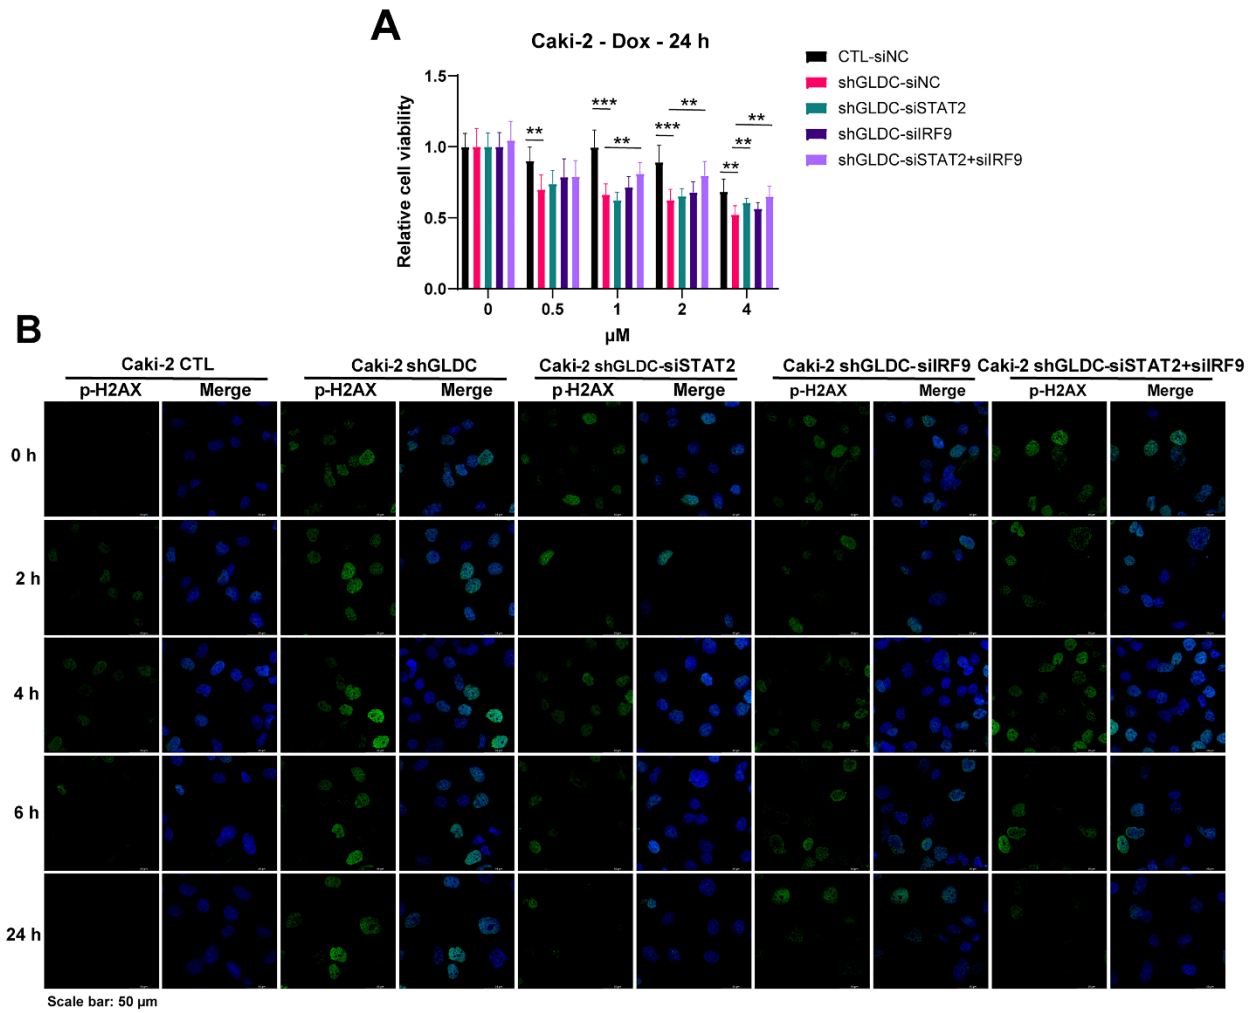 A
Caki-2 - Dox - 24 h
CTL-siNC
shGLDC-siNC
shGLDC-siSTAT2
shGLDC-siIRF9
shGLDC-siSTAT2+siIRF9
Relative cell viability
1.5
1.0
0.5
0.0
** *** ** *** ** ** ** **
0 0.5 1 2 4
µM
B
Caki-2 CTL Caki-2 shGLDC Caki-2 shGLDC-siSTAT2 Caki-2 shGLDC-siIRF9 Caki-2 shGLDC-siSTAT2+siIRF9
p-H2AX Merge p-H2AX Merge p-H2AX Merge p-H2AX Merge p-H2AX Merge
0 h
2 h
4 h
6 h
24 h
Scale bar: 50 µm